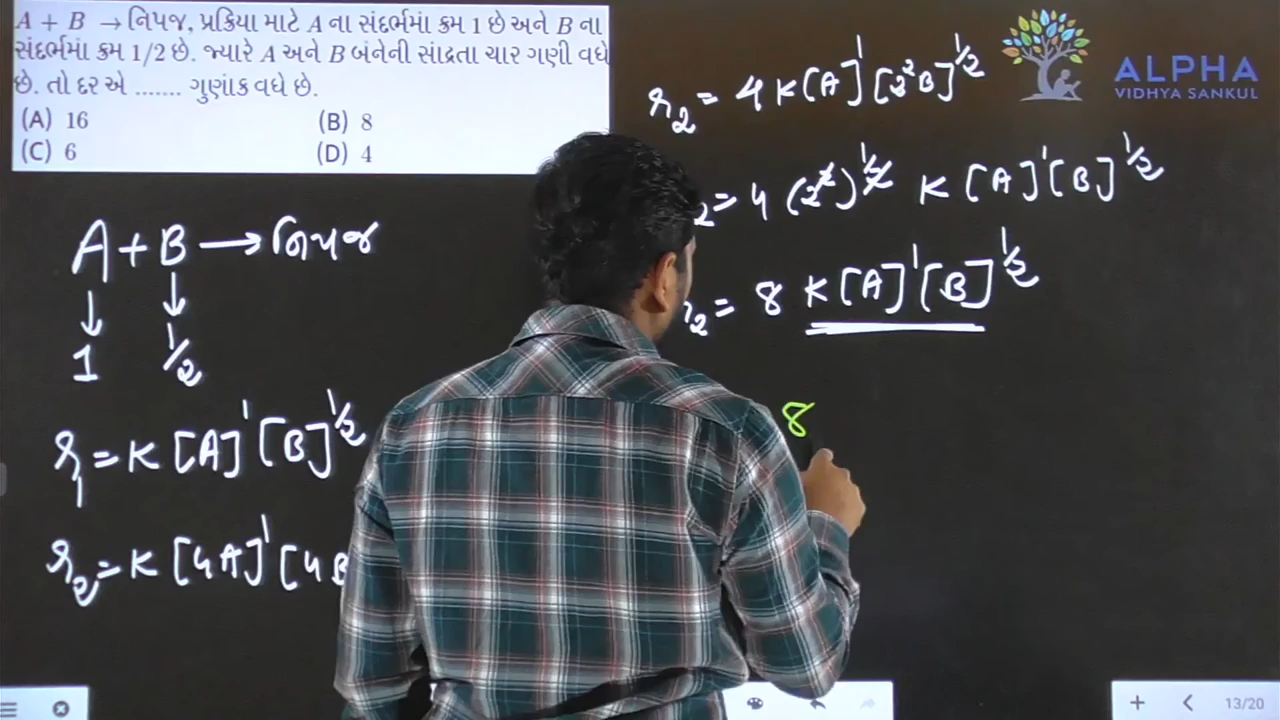 A + B → નિપજ, પ્રક્રિયા માટે A ના સંદર્ભમાં ક્રમ 1 છે અને B ના
સંદર્ભમાં ક્રમ 1/2 છે. જ્યારે A અને B બંનેની સાંદ્રતા ચાર ગણી વધે
છે. તો દર એ ....... ગુણાંક વધે છે.
(A) 16 (B) 8
(C) 6 (D) 4
ALPHA
VIDHYA SANKUL
A + B → નિપજ
1 1/2
r₁ = K [A]¹ [B]^1/2
r₂ = K [4A]¹ [4B
r₂ = 4 K [A]¹ [2²B]^1/2
₂ = 4 (2²)^1/2 K [A]¹ [B]^1/2
r₂ = 8 K [A]¹ [B]^1/2
8
13/20